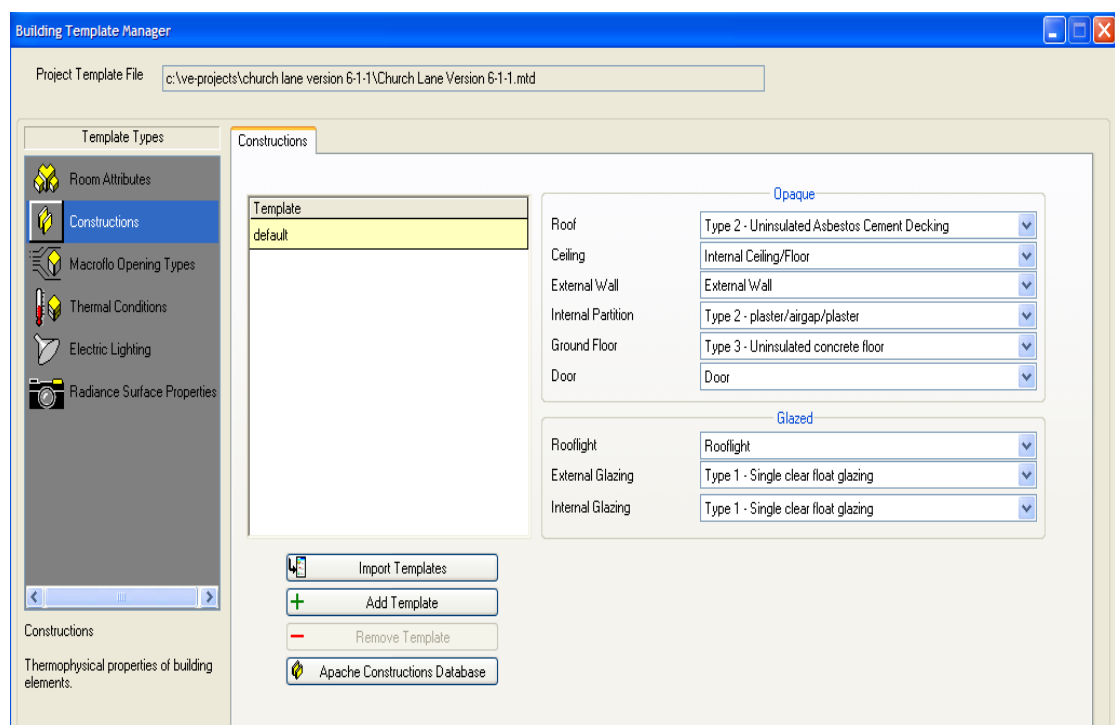 Building Template Manager
Project Template File
c:\ve-projects\church lane version 6-1-1\Church Lane Version 6-1-1.mtd
Template Types
Room Attributes
Constructions
Macroflo Opening Types
Thermal Conditions
Electric Lighting
Radiance Surface Properties
Constructions
Thermophysical properties of building
elements.
Constructions
Template
default
Import Templates
Add Template
Remove Template
Apache Constructions Database
Opaque
Roof Type 2 - Uninsulated Asbestos Cement Decking
Ceiling Internal Ceiling/Floor
External Wall External Wall
Internal Partition Type 2 - plaster/airgap/plaster
Ground Floor Type 3 - Uninsulated concrete floor
Door Door
Glazed
Rooflight Rooflight
External Glazing Type 1 - Single clear float glazing
Internal Glazing Type 1 - Single clear float glazing